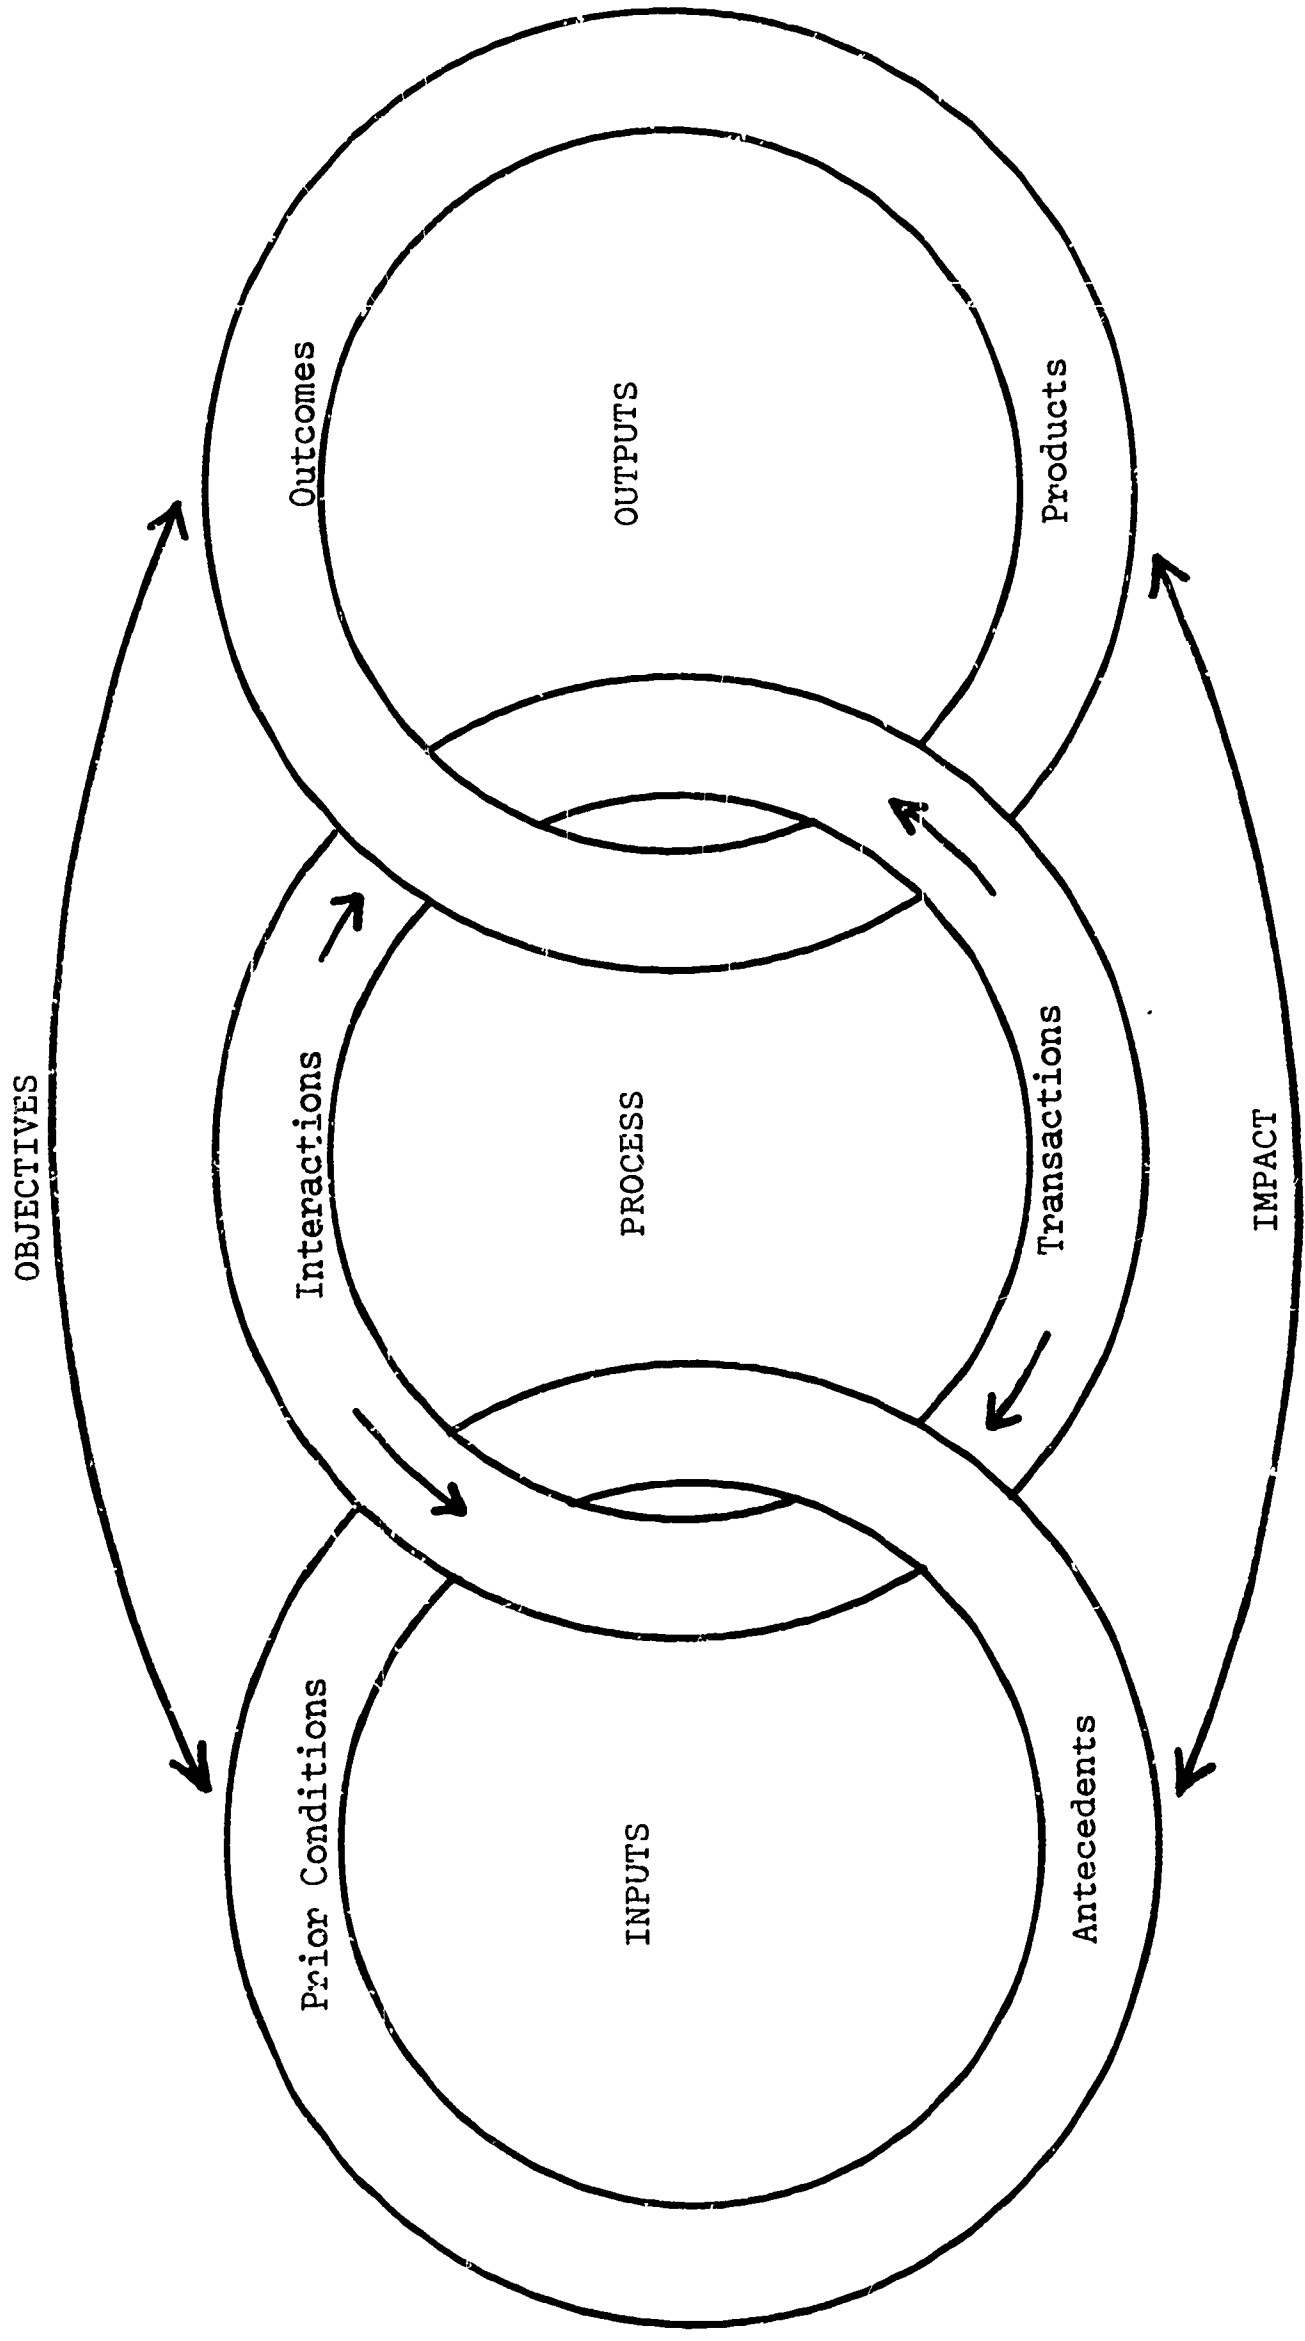 OBJECTIVES
Prior Conditions
Interactions
Outcomes
INPUTS
PROCESS
OUTPUTS
Antecedents
Transactions
Products
IMPACT